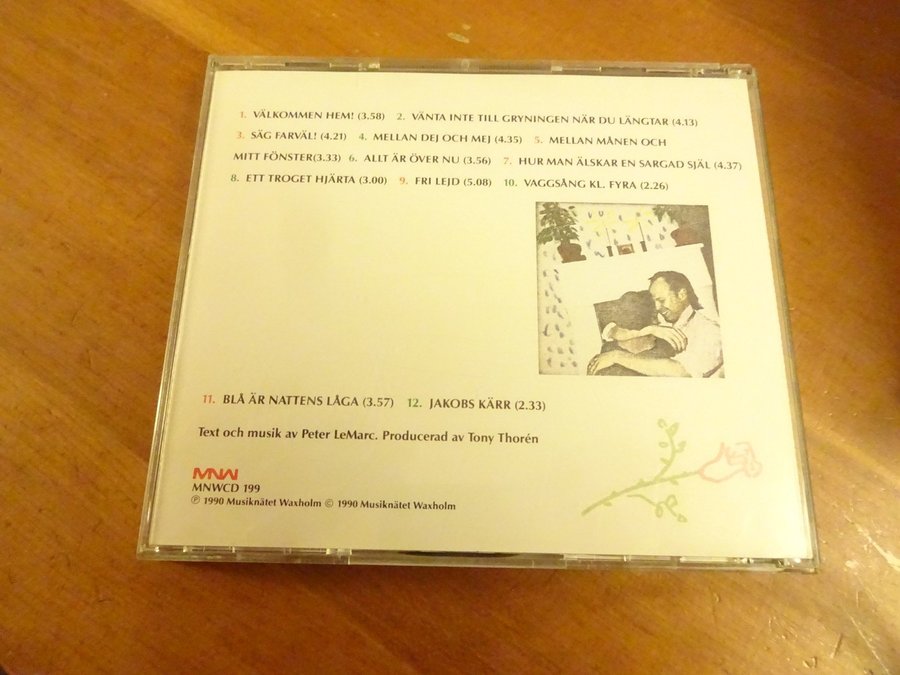 1. VÄLKOMMEN HEM! (3.58) 2. VÄNTA INTE TILL GRYNINGEN NÄR DU LÄNGTAR (4.13)
3. SÄG FARVÄL! (4.21) 4. MELLAN DEJ OCH MEJ (4.35) 5. MELLAN MÅNEN OCH
MITT FÖNSTER(3.33) 6. ALLT ÄR ÖVER NU (3.56) 7. HUR MAN ÄLSKAR EN SARGAD SJÄL (4.37)
8. ETT TROGET HJÄRTA (3.00) 9. FRI LEJD (5.08) 10. VAGGSÅNG KL. FYRA (2.26)
11. BLÅ ÄR NATTENS LÅGA (3.57) 12. JAKOBS KÄRR (2.33)
Text och musik av Peter LeMarc. Producerad av Tony Thorén
MNW
MNWCD 199
℗ 1990 Musiknätet Waxholm © 1990 Musiknätet Waxholm